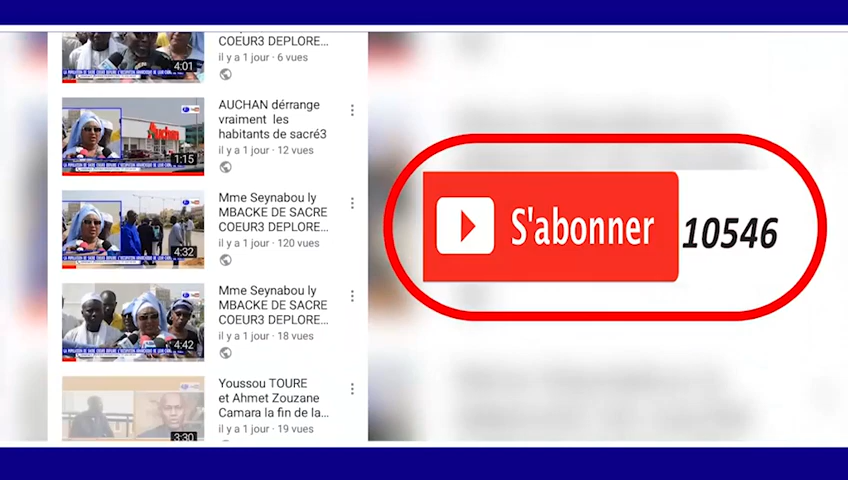 COEUR3 DEPLORE...
il y a 1 jour · 6 vues
4:01
AUCHAN dérrange
vraiment les
habitants de sacré3
il y a 1 jour · 12 vues
Auchan
1:15
Mme Seynabou ly
MBACKE DE SACRE
COEUR3 DEPLORE...
il y a 1 jour · 120 vues
4:32
Mme Seynabou ly
MBACKE DE SACRE
COEUR3 DEPLORE...
il y a 1 jour · 18 vues
4:42
Youssou TOURE
et Ahmet Zouzane
Camara la fin de la...
il y a 1 jour · 19 vues
3:30
S'abonner
10546